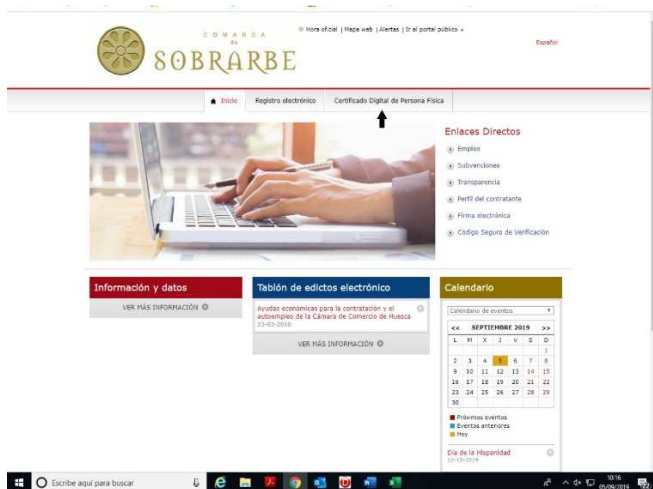 COMARCA
de
SOBRARBE
Hora oficial | Mapa web | Alertas | Ir al portal público
Español
Inicio
Registro electrónico
Certificado Digital de Persona Física
Enlaces Directos
Empleo
Subvenciones
Transparencia
Perfil del contratante
Firma electrónica
Código Seguro de Verificación
Información y datos
VER MÁS INFORMACIÓN
Tablón de edictos electrónico
Ayudas económicas para la contratación y el
autoempleo de la Cámara de Comercio de Huesca
VER MÁS INFORMACIÓN
Calendario
Calendario de eventos
<< SEPTIEMBRE 2019 >>
L M X J V S D
1
2 3 4 5 6 7 8
9 10 11 12 13 14 15
16 17 18 19 20 21 22
23 24 25 26 27 28 29
30
Próximos eventos
Eventos anteriores
Hoy
Día de la Hispanidad
Escribe aquí para buscar
10:16
05/09/2019